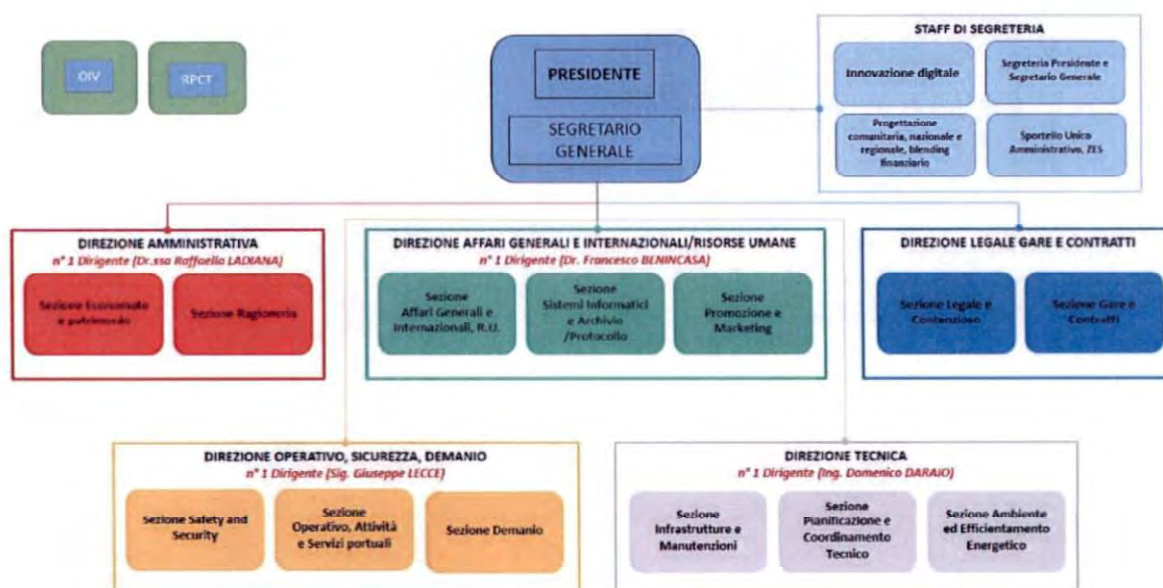 OIV
RPCT
PRESIDENTE
SEGRETARIO
GENERALE
STAFF DI SEGRETERIA
Innovazione digitale
Segreteria Presidente e
Segretario Generale
Progettazione
comunitaria, nazionale e
regionale, blending
finanziario
Sportello Unico
Amministrativo, ZES
DIREZIONE AMMINISTRATIVA
n° 1 Dirigente (Dr.ssa Raffaella LADIANA)
Sezione Economato
e patrimonio
Sezione Ragioneria
DIREZIONE AFFARI GENERALI E INTERNAZIONALI/RISORSE UMANE
n° 1 Dirigente (Dr. Francesco BENINCASA)
Sezione
Affari Generali e
Internazionali, R.U.
Sezione
Sistemi Informatici
e Archivio
/Protocollo
Sezione
Promozione e
Marketing
DIREZIONE LEGALE GARE E CONTRATTI
Sezione Legale e
Contenzioso
Sezione Gare e
Contratti
DIREZIONE OPERATIVO, SICUREZZA, DEMANIO
n° 1 Dirigente (Sig. Giuseppe LECCE)
Sezione Safety and
Security
Sezione
Operativo, Attività
e Servizi portuali
Sezione Demanio
DIREZIONE TECNICA
n° 1 Dirigente (Ing. Domenico DARAIO)
Sezione
Infrastrutture e
Manutenzioni
Sezione
Pianificazione e
Coordinamento
Tecnico
Sezione Ambiente
ed Efficientamento
Energetico